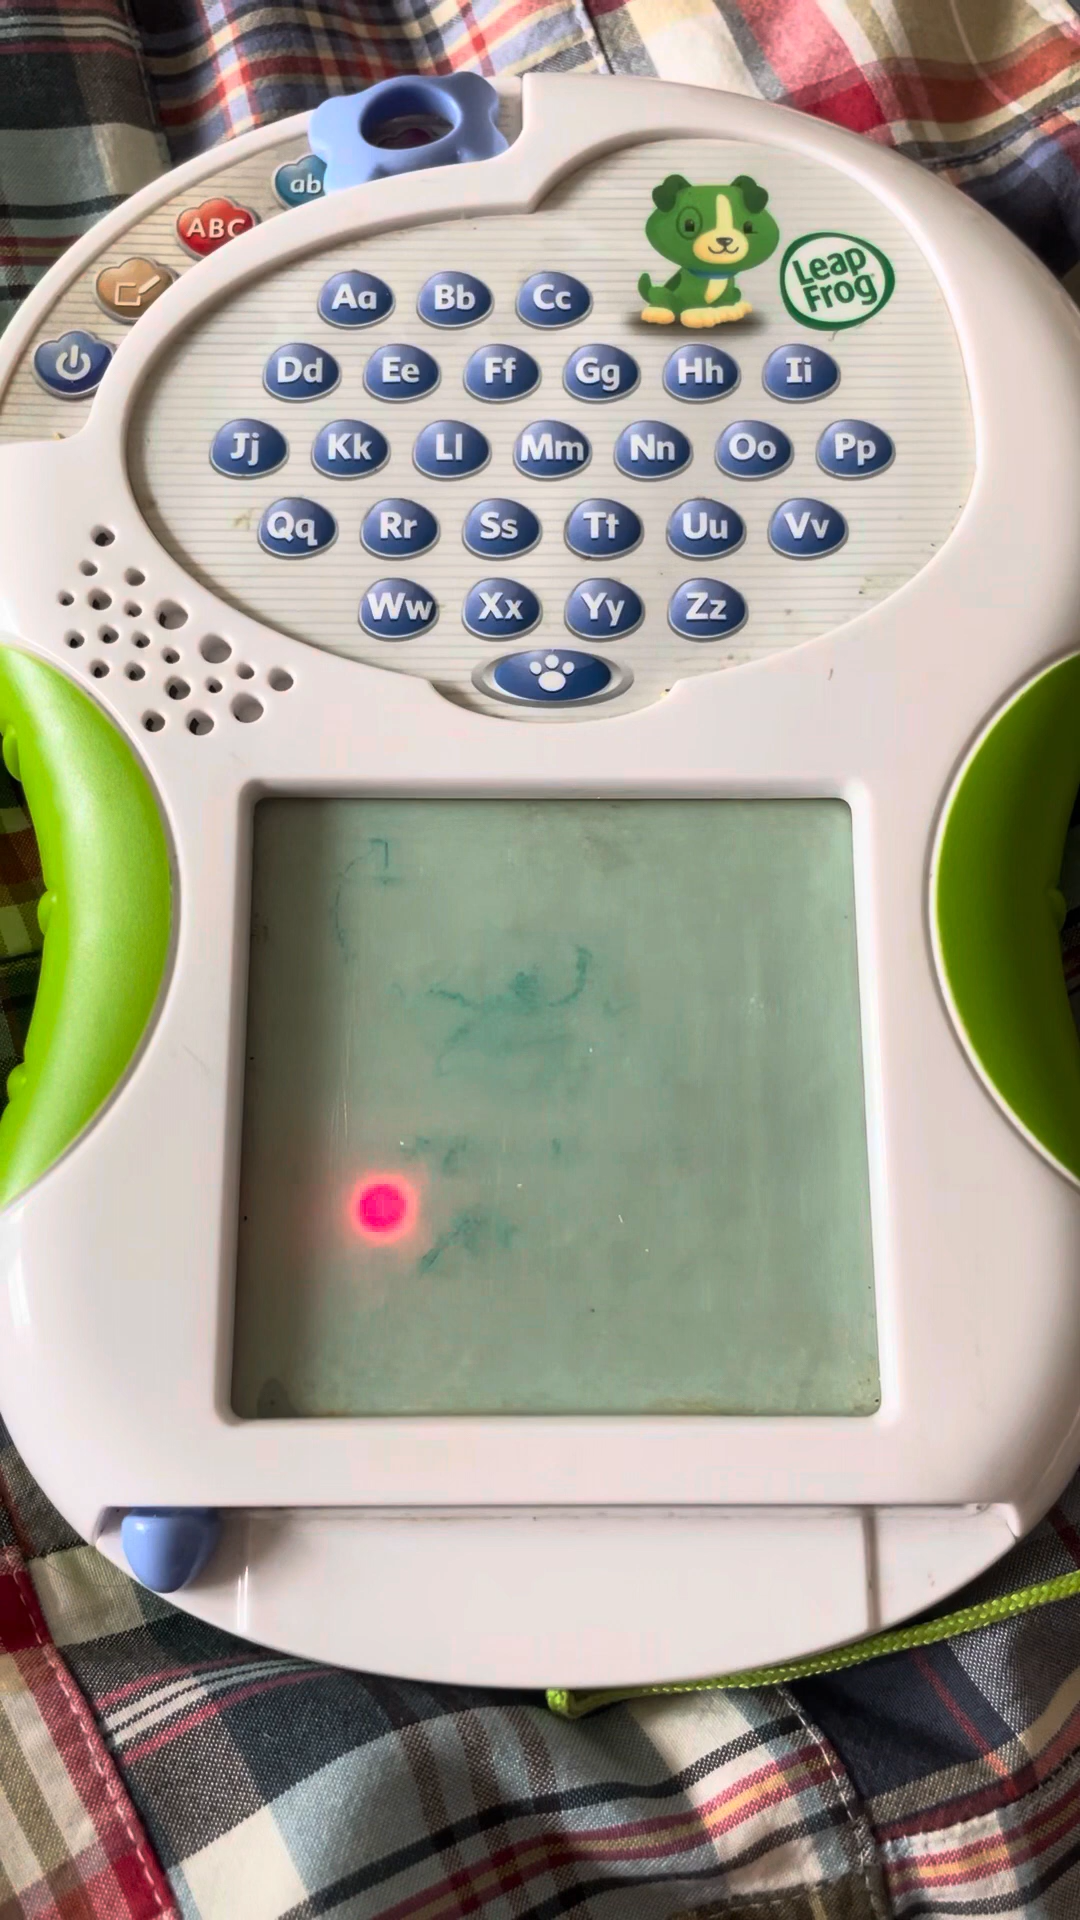 ab
ABC
Leap
Frog
Aa Bb Cc
Dd Ee Ff Gg Hh Ii
Jj Kk Ll Mm Nn Oo Pp
Qq Rr Ss Tt Uu Vv
Ww Xx Yy Zz